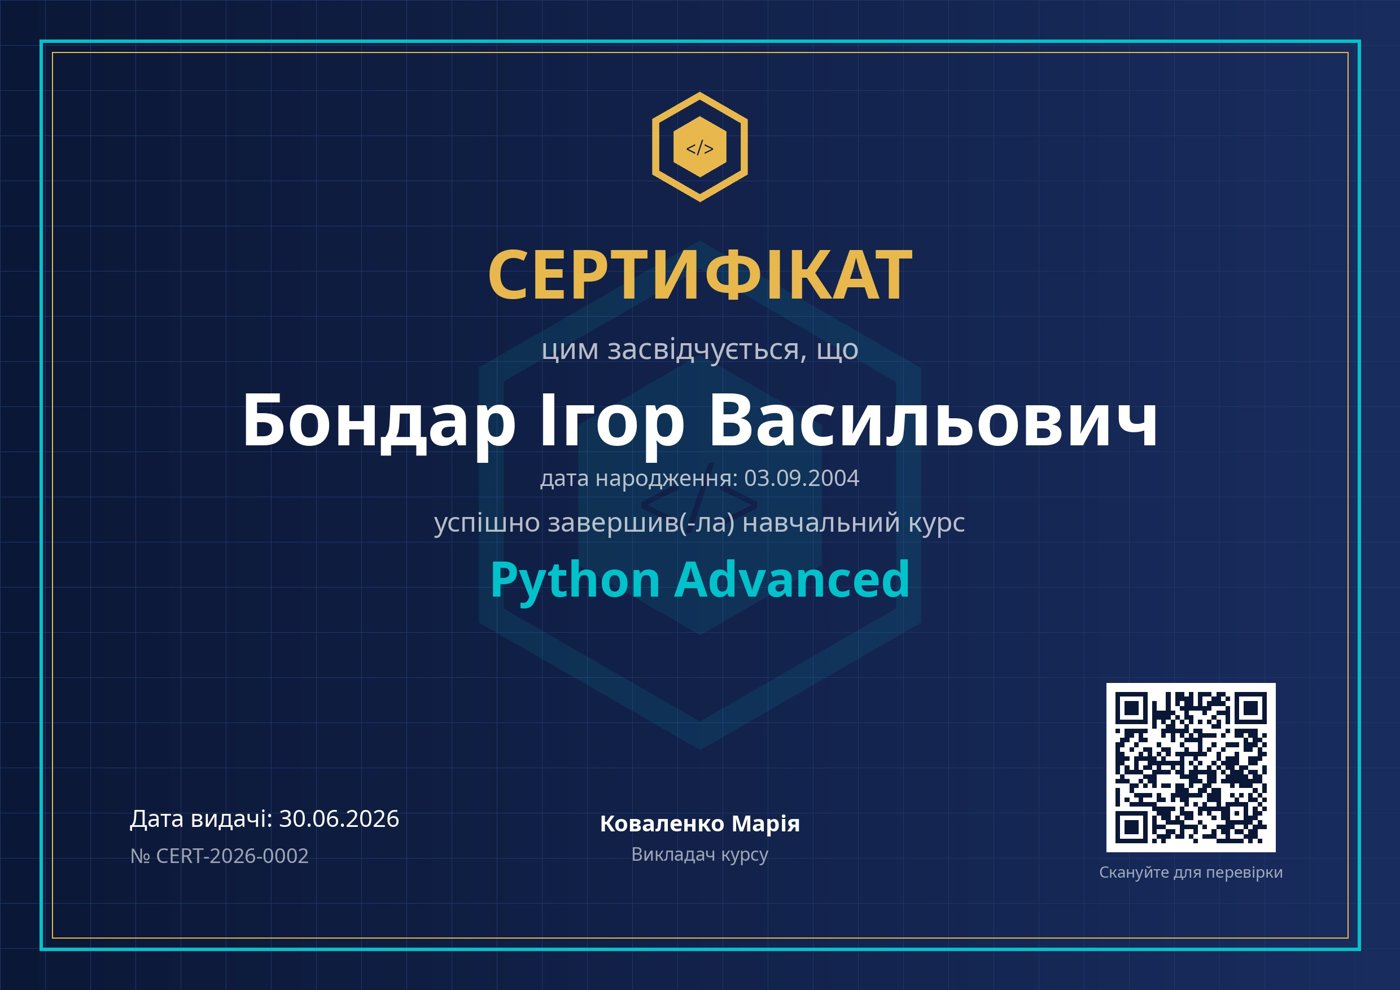 </>
СЕРТИФІКАТ
цим засвідчується, що
Бондар Ігор Васильович
дата народження: 03.09.2004
успішно завершив(-ла) навчальний курс
Python Advanced
Дата видачі: 30.06.2026
№ CERT-2026-0002
Коваленко Марія
Викладач курсу
Скануйте для перевірки